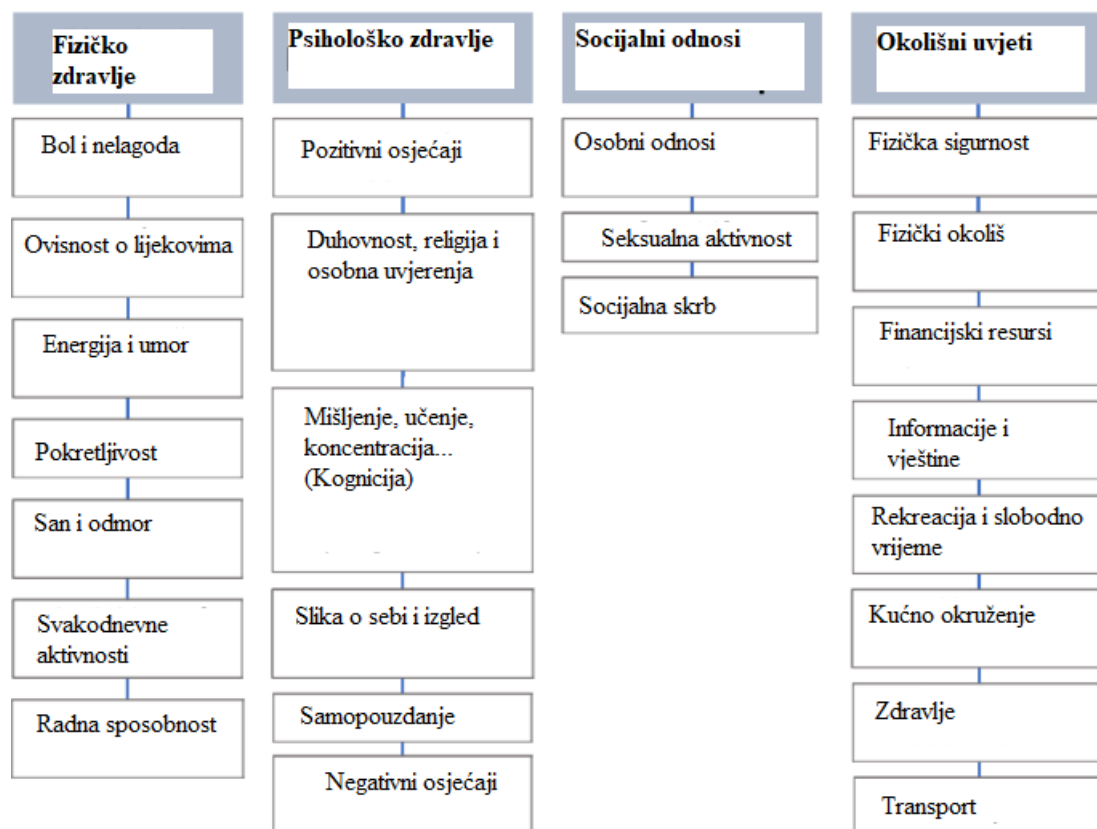 Fizičko
zdravlje
Bol i nelagoda
Ovisnost o lijekovima
Energija i umor
Pokretljivost
San i odmor
Svakodnevne
aktivnosti
Radna sposobnost
Psihološko zdravlje
Pozitivni osjećaji
Duhovnost, religija i
osobna uvjerenja
Mišljenje, učenje,
koncentracija...
(Kognicija)
Slika o sebi i izgled
Samopouzdanje
Negativni osjećaji
Socijalni odnosi
Osobni odnosi
Seksualna aktivnost
Socijalna skrb
Okolišni uvjeti
Fizička sigurnost
Fizički okoliš
Financijski resursi
Informacije i
vještine
Rekreacija i slobodno
vrijeme
Kućno okruženje
Zdravlje
Transport